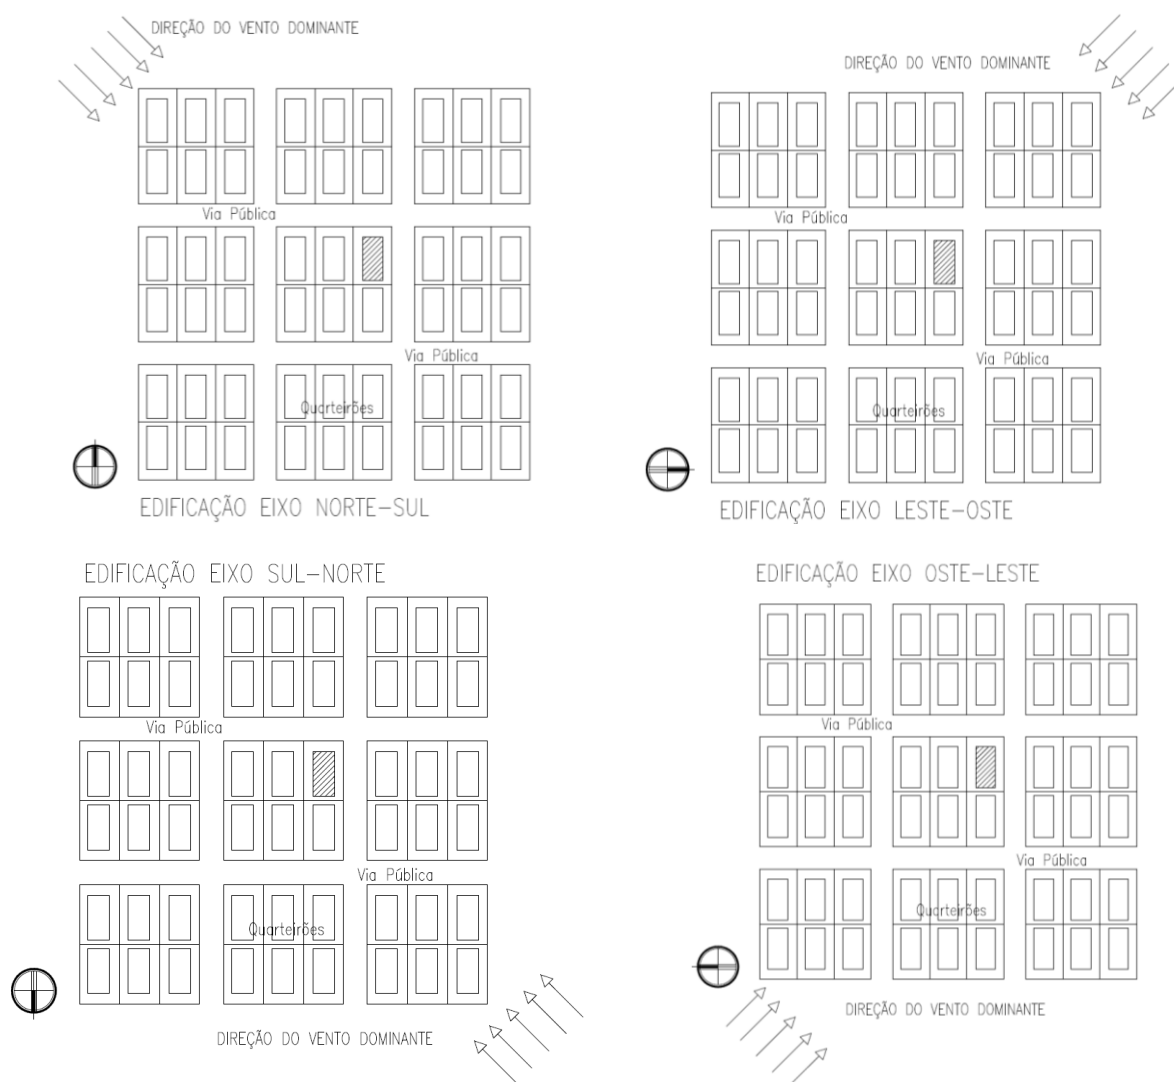 DIREÇÃO DO VENTO DOMINANTE
Via Pública
Via Pública
Quarteirões
EDIFICAÇÃO EIXO NORTE-SUL
DIREÇÃO DO VENTO DOMINANTE
Via Pública
Via Pública
Quarteirões
EDIFICAÇÃO EIXO LESTE-OSTE
EDIFICAÇÃO EIXO SUL-NORTE
Via Pública
Via Pública
Quarteirões
DIREÇÃO DO VENTO DOMINANTE
EDIFICAÇÃO EIXO OSTE-LESTE
Via Pública
Via Pública
Quarteirões
DIREÇÃO DO VENTO DOMINANTE